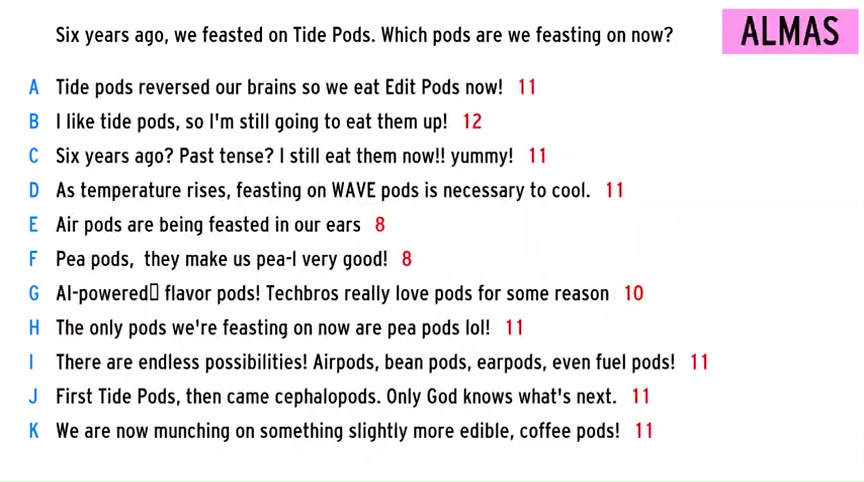 Six years ago, we feasted on Tide Pods. Which pods are we feasting on now?
ALMAS
A Tide pods reversed our brains so we eat Edit Pods now! 11
B I like tide pods, so I'm still going to eat them up! 12
C Six years ago? Past tense? I still eat them now!! yummy! 11
D As temperature rises, feasting on WAVE pods is necessary to cool. 11
E Air pods are being feasted in our ears 8
F Pea pods, they make us pea-l very good! 8
G AI-powered▯ flavor pods! Techbros really love pods for some reason 10
H The only pods we're feasting on now are pea pods lol! 11
I There are endless possibilities! Airpods, bean pods, earpods, even fuel pods! 11
J First Tide Pods, then came cephalopods. Only God knows what's next. 11
K We are now munching on something slightly more edible, coffee pods! 11